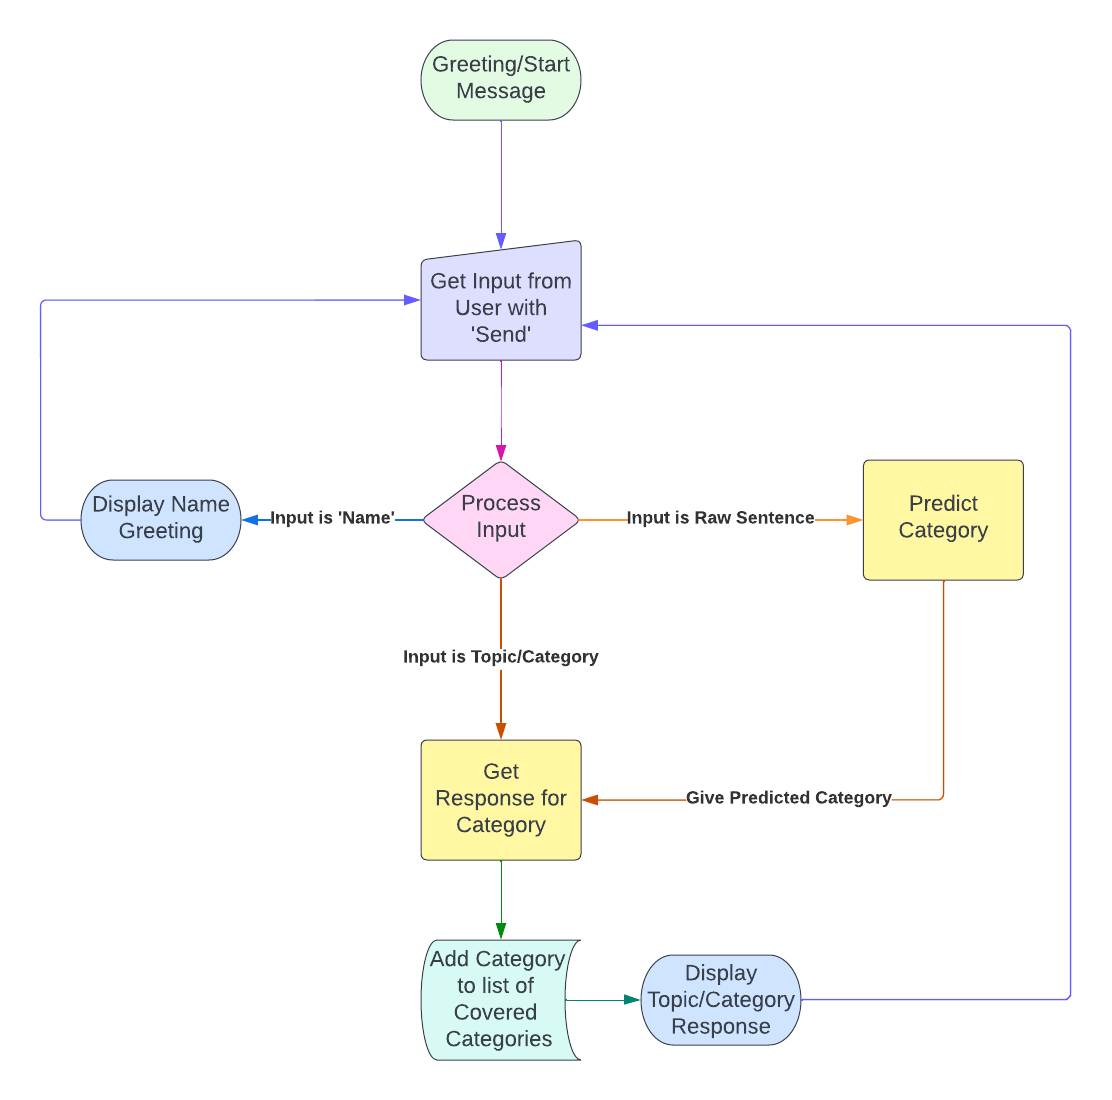 Greeting/Start
Message
Get Input from
User with
'Send'
Display Name
Greeting
Input is 'Name'
Process
Input
Input is Raw Sentence
Predict
Category
Input is Topic/Category
Get
Response for
Category
Give Predicted Category
Add Category
to list of
Covered
Categories
Display
Topic/Category
Response